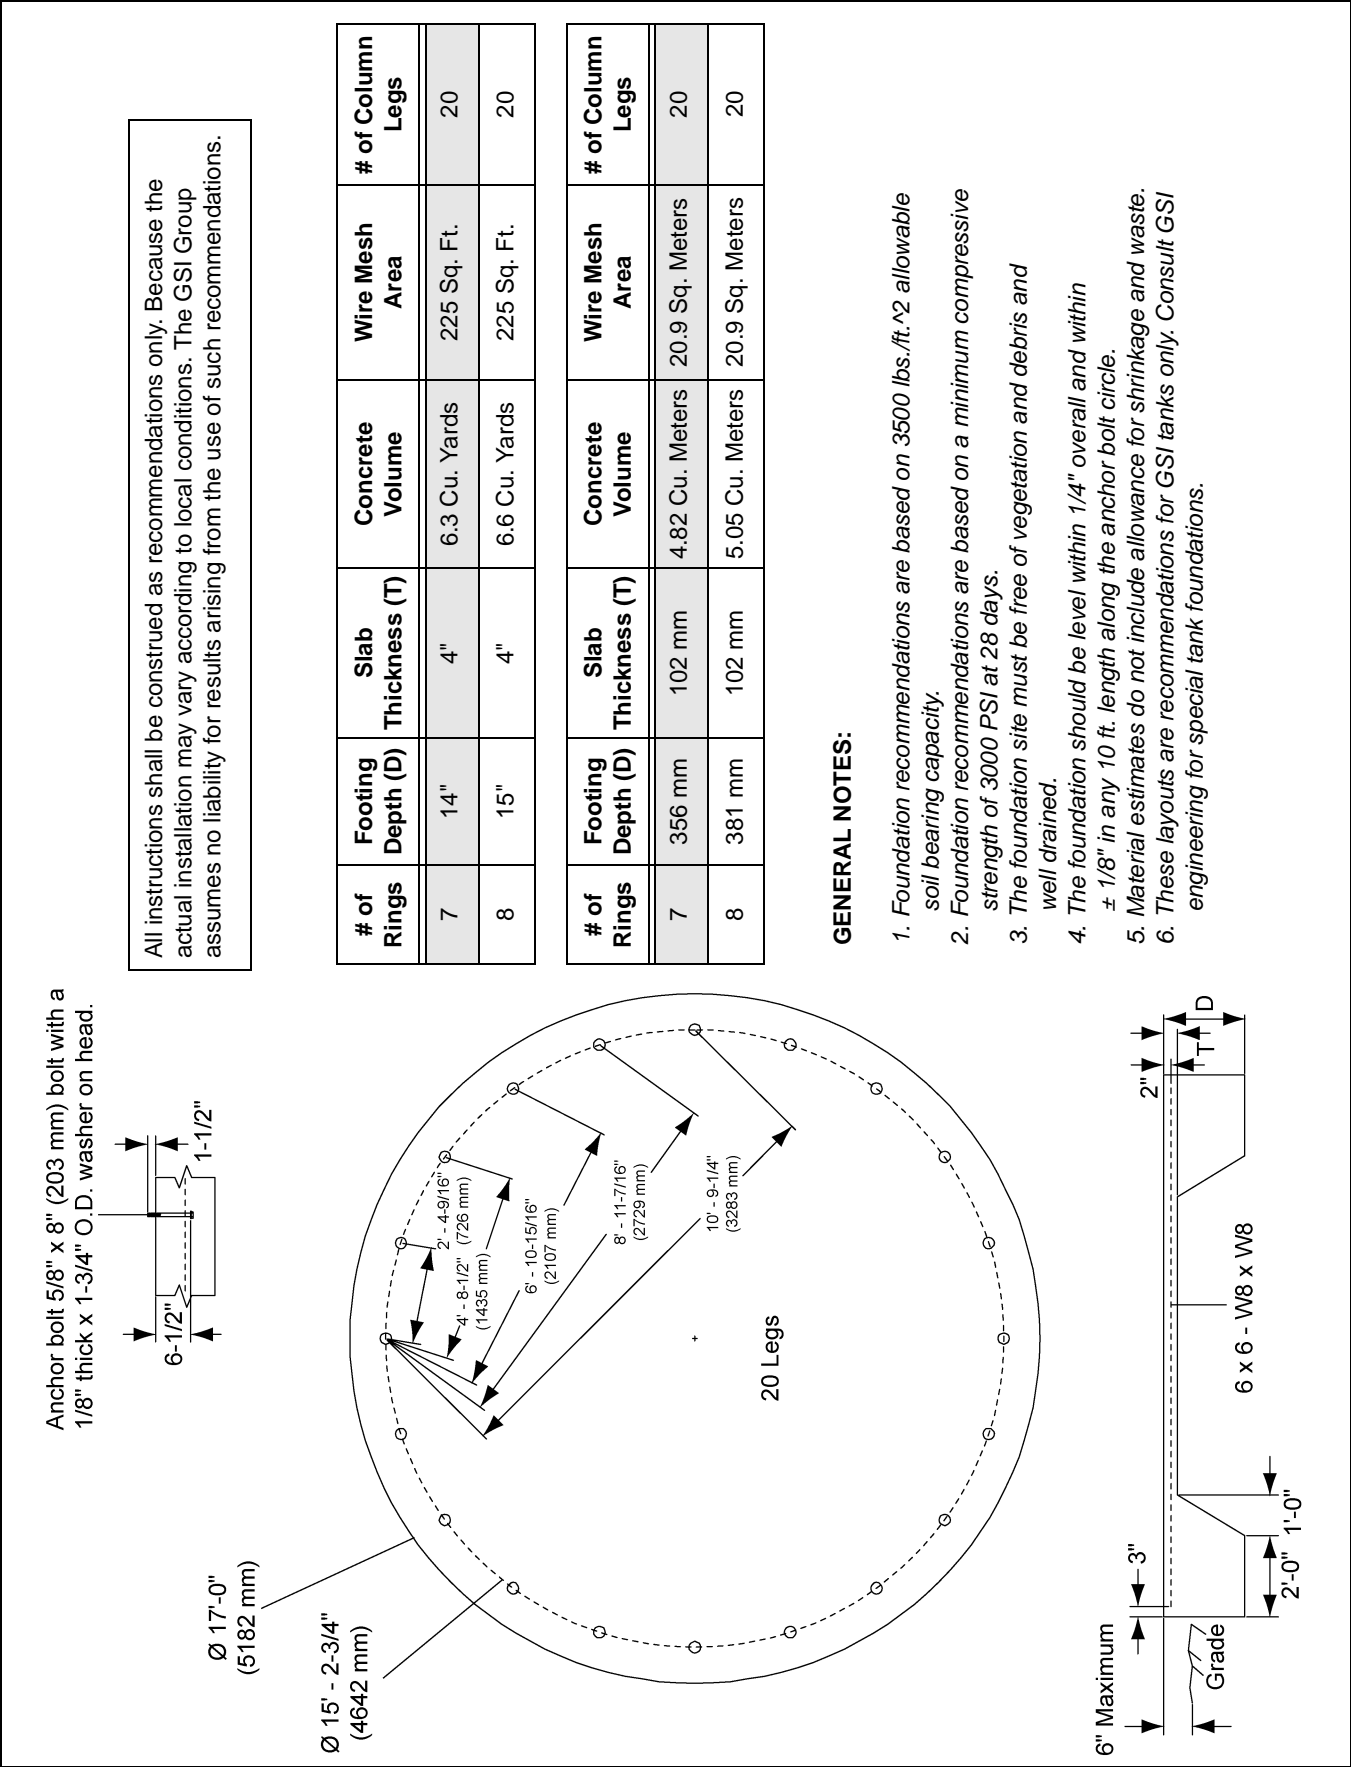 Anchor bolt 5/8" x 8" (203 mm) bolt with a
1/8" thick x 1-3/4" O.D. washer on head.
6-1/2"
1-1/2"
All instructions shall be construed as recommendations only. Because the
actual installation may vary according to local conditions. The GSI Group
assumes no liability for results arising from the use of such recommendations.
Ø 17'-0"
(5182 mm)
Ø 15' - 2-3/4"
(4642 mm)
2' - 4-9/16"
(726 mm)
4' - 8-1/2"
(1435 mm)
6' - 10-15/16"
(2107 mm)
8' - 11-7/16"
(2729 mm)
10' - 9-1/4"
(3283 mm)
20 Legs
# of Rings Footing Depth (D) Slab Thickness (T) Concrete Volume Wire Mesh Area # of Column Legs
7 14" 4" 6.3 Cu. Yards 225 Sq. Ft. 20
8 15" 4" 6.6 Cu. Yards 225 Sq. Ft. 20
# of Rings Footing Depth (D) Slab Thickness (T) Concrete Volume Wire Mesh Area # of Column Legs
7 356 mm 102 mm 4.82 Cu. Meters 20.9 Sq. Meters 20
8 381 mm 102 mm 5.05 Cu. Meters 20.9 Sq. Meters 20
GENERAL NOTES:
1. Foundation recommendations are based on 3500 lbs./ft.^2 allowable
soil bearing capacity.
2. Foundation recommendations are based on a minimum compressive
strength of 3000 PSI at 28 days.
3. The foundation site must be free of vegetation and debris and
well drained.
4. The foundation should be level within 1/4" overall and within
± 1/8" in any 10 ft. length along the anchor bolt circle.
5. Material estimates do not include allowance for shrinkage and waste.
6. These layouts are recommendations for GSI tanks only. Consult GSI
engineering for special tank foundations.
6" Maximum
3"
2"
T
D
Grade
2'-0"
1'-0"
6 x 6 - W8 x W8